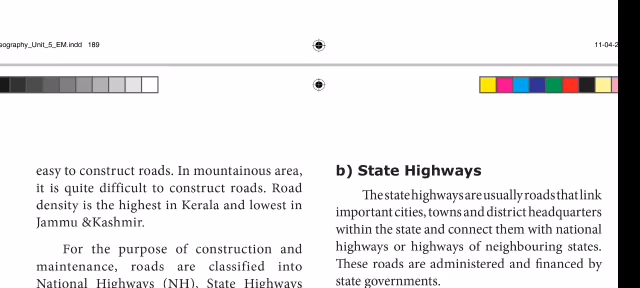 eography_Unit_5_EM.indd 189
11-04-2
easy to construct roads. In mountainous area,
it is quite difficult to construct roads. Road
density is the highest in Kerala and lowest in
Jammu &Kashmir.
For the purpose of construction and
maintenance, roads are classified into
National Highways (NH), State Highways
b) State Highways
The state highways are usually roads that link
important cities, towns and district headquarters
within the state and connect them with national
highways or highways of neighbouring states.
These roads are administered and financed by
state governments.